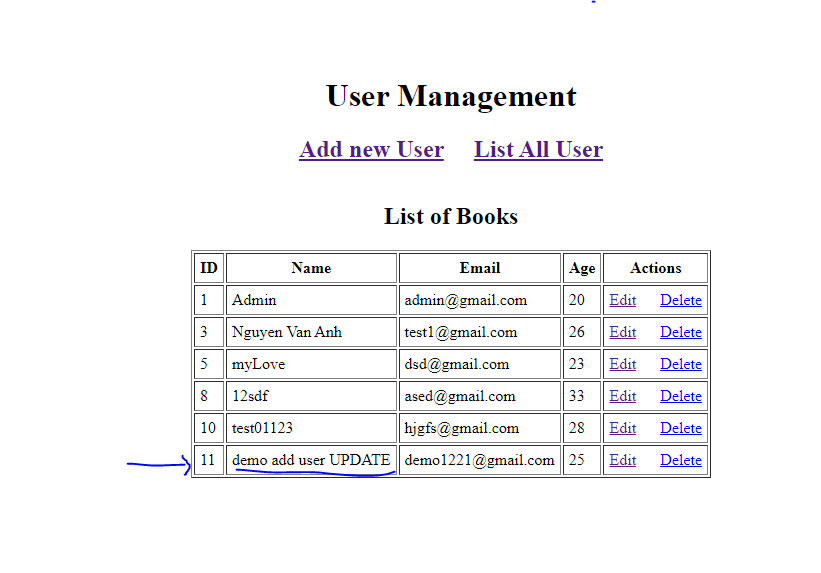 User Management
Add new User List All User
List of Books
ID Name Email Age Actions
1 Admin admin@gmail.com 20 Edit Delete
3 Nguyen Van Anh test1@gmail.com 26 Edit Delete
5 myLove dsd@gmail.com 23 Edit Delete
8 12sdf ased@gmail.com 33 Edit Delete
10 test01123 hjgfs@gmail.com 28 Edit Delete
11 demo add user UPDATE demo1221@gmail.com 25 Edit Delete